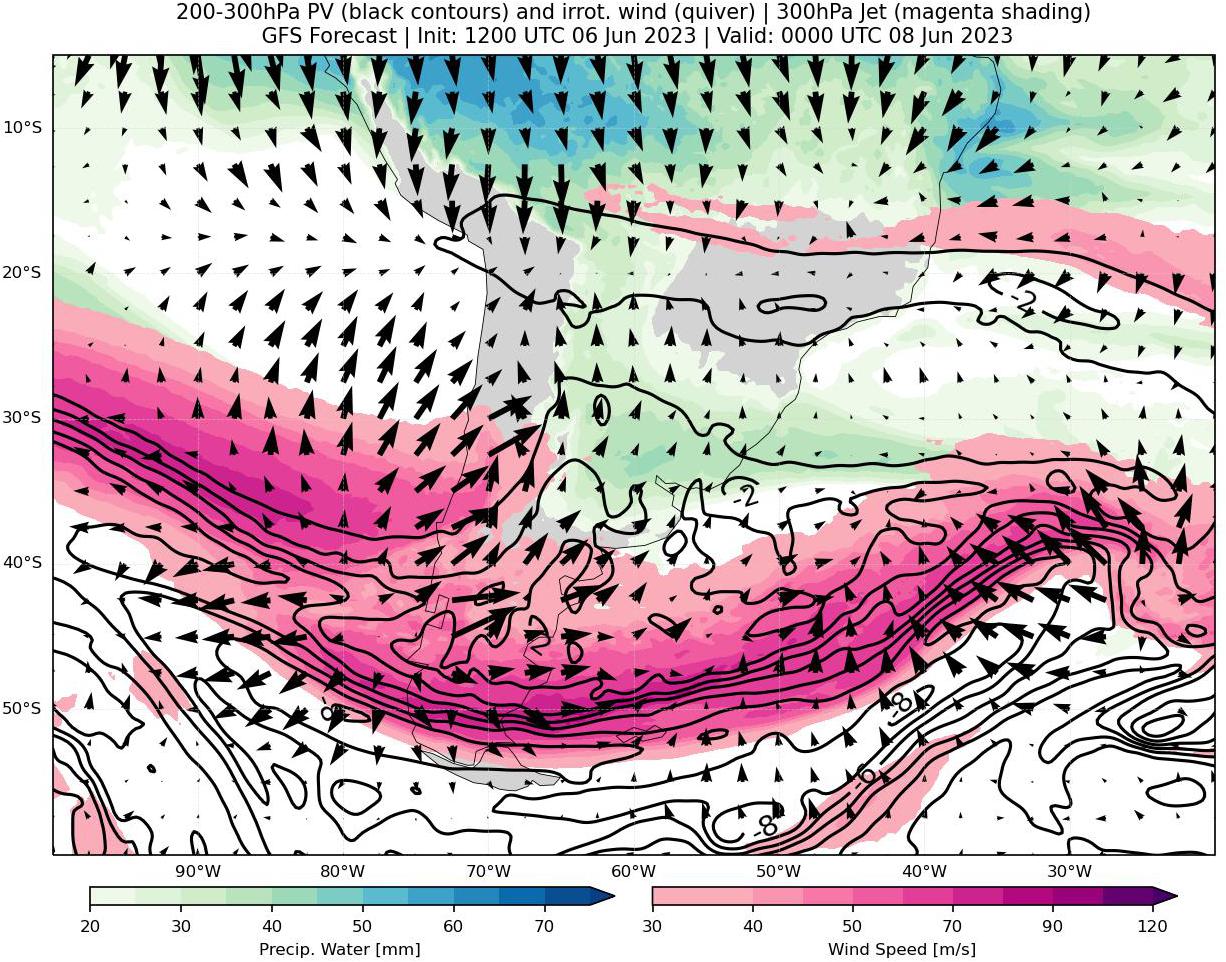 200-300hPa PV (black contours) and irrot. wind (quiver) | 300hPa Jet (magenta shading)
GFS Forecast | Init: 1200 UTC 06 Jun 2023 | Valid: 0000 UTC 08 Jun 2023
10°S
20°S
-2
30°S
-2
40°S
50°S
-8
-6
-8
90°W 80°W 70°W 60°W 50°W 40°W 30°W
20 30 40 50 60 70
30 40 50 70 90 120
Precip. Water [mm]
Wind Speed [m/s]